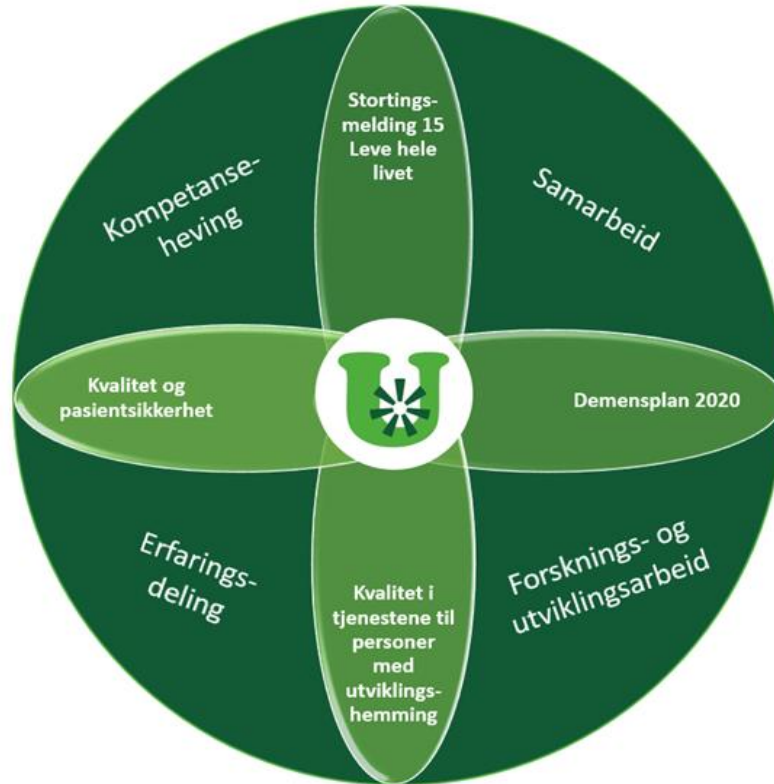 Stortings-
melding 15
Leve hele
livet
Kompetanse-
heving
Samarbeid
Kvalitet og
pasientsikkerhet
Demensplan 2020
Erfarings-
deling
Forsknings- og
utviklingsarbeid
Kvalitet i
tjenestene til
personer
med
utviklings-
hemming